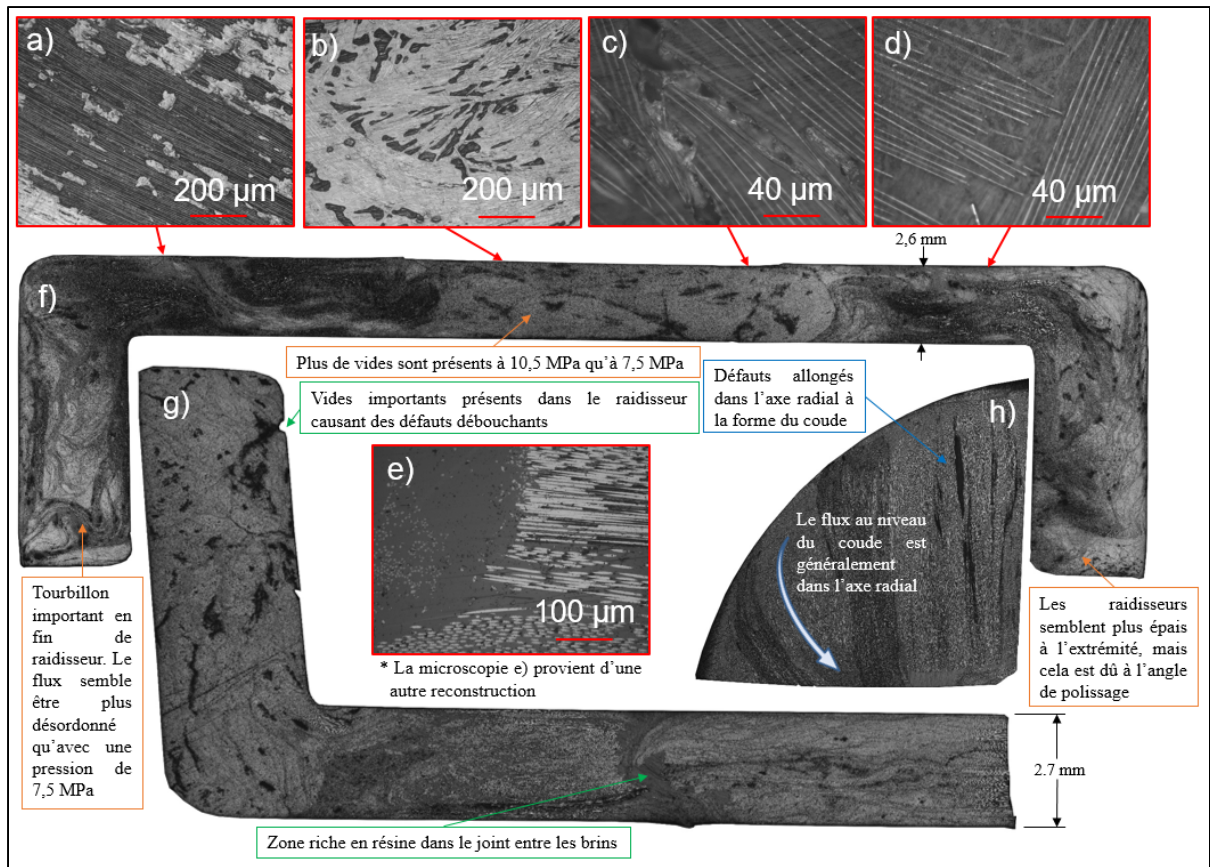 a)
b)
c)
d)
200 µm
200 µm
40 µm
40 µm
2,6 mm
f)
Plus de vides sont présents à 10,5 MPa qu'à 7,5 MPa
g)
Vides importants présents dans le raidisseur
causant des défauts débouchants
Défauts allongés
dans l'axe radial à
la forme du coude
h)
e)
100 µm
* La microscopie e) provient d'une
autre reconstruction
Le flux au niveau
du coude est
généralement
dans l'axe radial
Tourbillon
important en
fin de
raidisseur. Le
flux semble
être plus
désordonné
qu'avec une
pression de
7,5 MPa
Les raidisseurs
semblent plus épais
à l'extrémité, mais
cela est dû à l'angle
de polissage
2.7 mm
Zone riche en résine dans le joint entre les brins